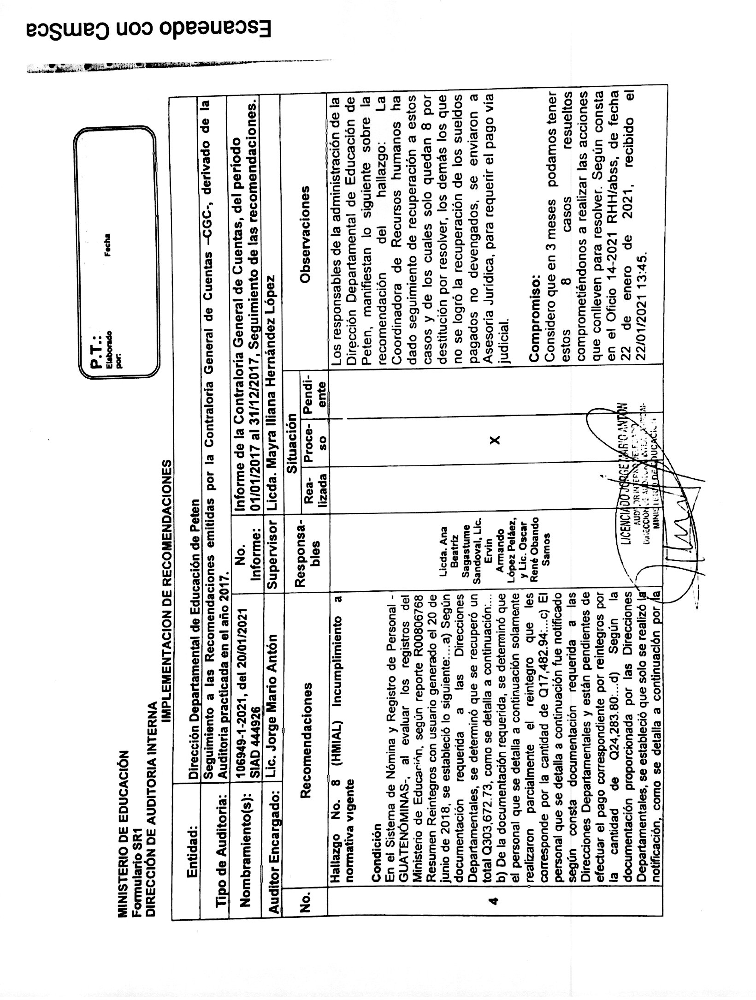 MINISTERIO DE EDUCACIÓN
Formulario SR1
DIRECCIÓN DE AUDITORIA INTERNA
IMPLEMENTACION DE RECOMENDACIONES
P.T.:
Elaborado
por:
Fecha
Entidad:
Dirección Departamental de Educación de Peten
Tipo de Auditoria:
Seguimiento a las Recomendaciones emitidas por la Contraloría General de Cuentas –CGC-, derivado de la
Auditoria practicada en el año 2017.
Nombramiento(s):
106949-1-2021, del 20/01/2021
SIAD 444926
No.
Informe:
Informe de la Contraloría General de Cuentas, del período
01/01/2017 al 31/12/2017, Seguimiento de las recomendaciones.
Auditor Encargado:
Lic. Jorge Mario Antón
Supervisor
Licda. Mayra Iliana Hernández López
No.
Recomendaciones
Responsa-
bles
Situación
Rea-
lizada
Proce-
so
Pendi-
ente
Observaciones
4
Hallazgo No. 8 (HMIAL) Incumplimiento a
normativa vigente
Condición
En el Sistema de Nómina y Registro de Personal -
GUATENÓMINAS-, al evaluar los registros del
Ministerio de Educación, según reporte R00806768
Resumen Reintegros con usuario generado el 20 de
junio de 2018, se estableció lo siguiente:...a) Según
documentación requerida a las Direcciones
Departamentales, se determinó que se recuperó un
total Q303,672.73, como se detalla a continuación:...
b) De la documentación requerida, se determinó que
el personal que se detalla a continuación solamente
realizaron parcialmente el reintegro que les
corresponde por la cantidad de Q17,482.94:...c) El
personal que se detalla a continuación fue notificado
según consta documentación requerida a las
Direcciones Departamentales y están pendientes de
efectuar el pago correspondiente por reintegros por
la cantidad de Q24,283.80:...d) Según la
documentación proporcionada por las Direcciones
Departamentales, se estableció que solo se realizó la
notificación, como se detalla a continuación por la
Licda. Ana
Beatriz
Sagastume
Sandoval, Lic.
Ervin
Armando
López Peláez,
y Lic. Oscar
René Obando
Samos
X
Los responsables de la administración de la
Dirección Departamental de Educación de
Peten, manifiestan lo siguiente sobre la
recomendación del hallazgo: La
Coordinadora de Recursos humanos ha
dado seguimiento de recuperación a estos
casos y de los cuales solo quedan 8 por
destitución por resolver, los demás los que
no se logró la recuperación de los sueldos
pagados no devengados, se enviaron a
Asesoría Jurídica, para requerir el pago vía
judicial.
Compromiso:
Considero que en 3 meses podamos tener
estos 8 casos resueltos
comprometiéndonos a realizar las acciones
que conlleven para resolver. Según consta
en el Oficio 14-2021 RHH/abss, de fecha
22 de enero de 2021, recibido el
22/01/2021 13:45.
LICENCIADO JORGE MARIO ANTON
AUDITOR INTERNO
DIRECCION DE AUDITORIA
MINISTERIO DE EDUCACION
Escaneado con CamSca